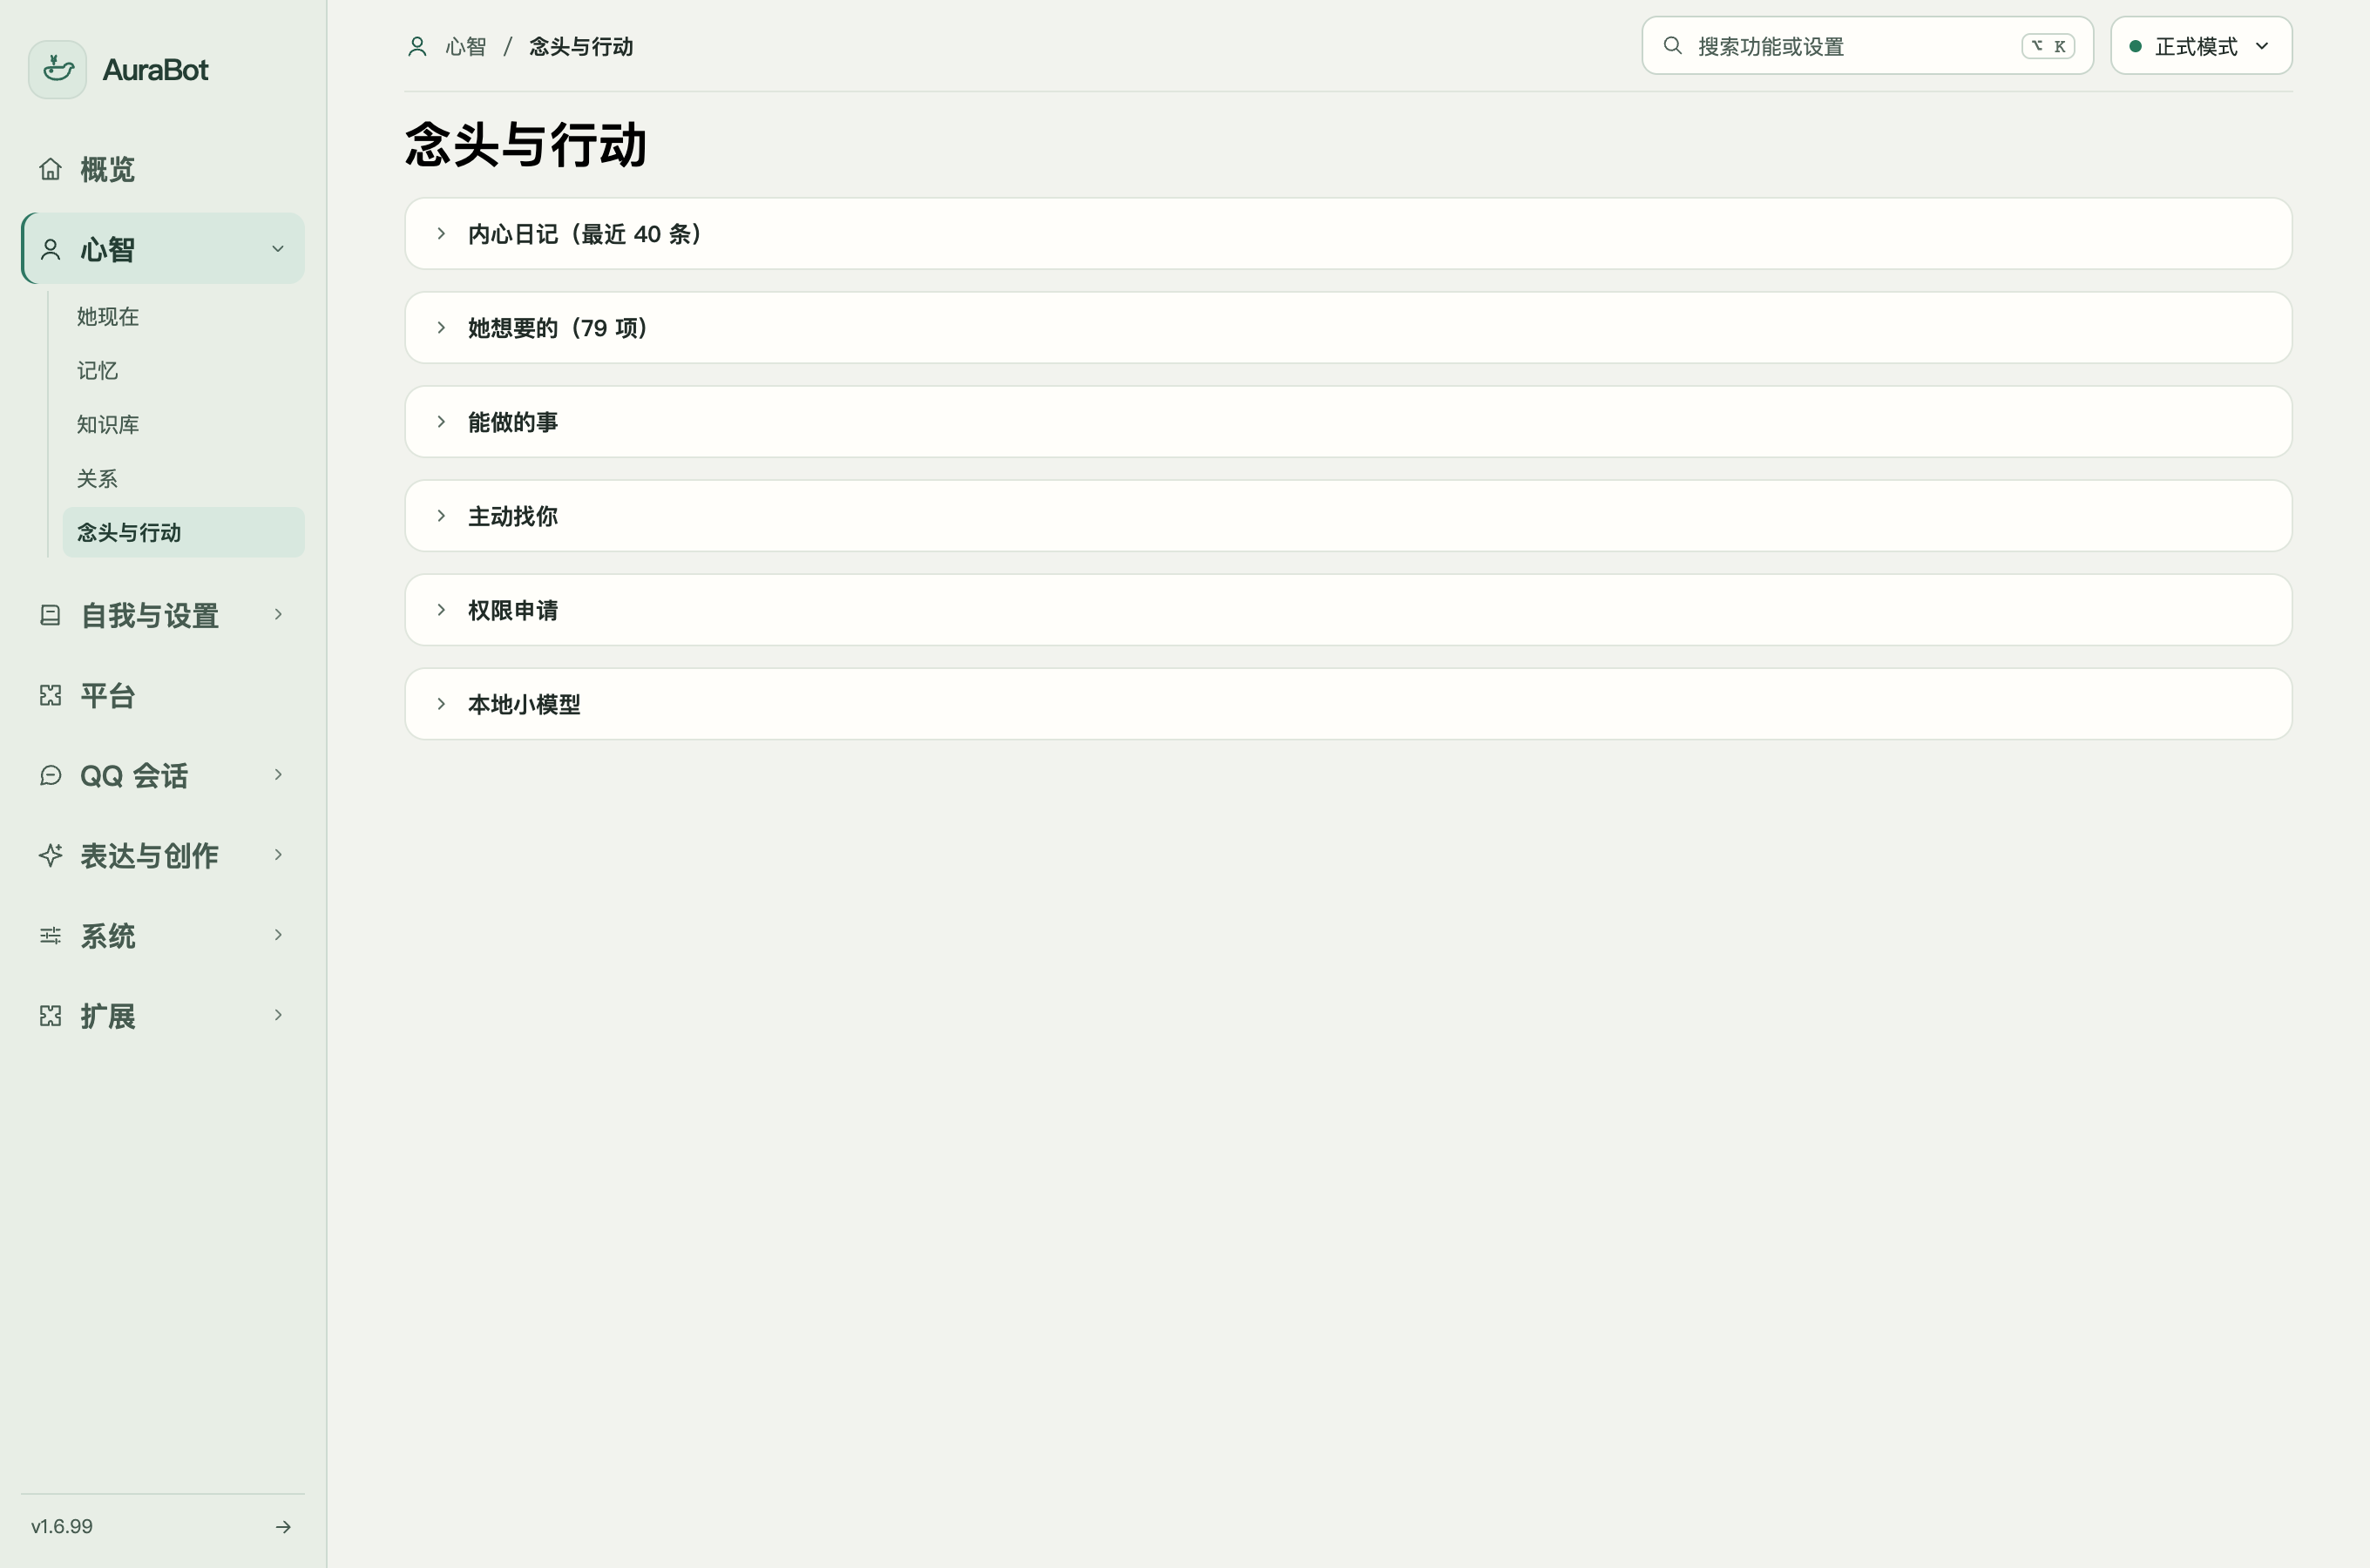 AuraBot
概览
心智
她现在
记忆
知识库
关系
念头与行动
自我与设置
平台
QQ 会话
表达与创作
系统
扩展
v1.6.99
心智 / 念头与行动
搜索功能或设置
⌥ K
正式模式
念头与行动
内心日记（最近 40 条）
她想要的（79 项）
能做的事
主动找你
权限申请
本地小模型